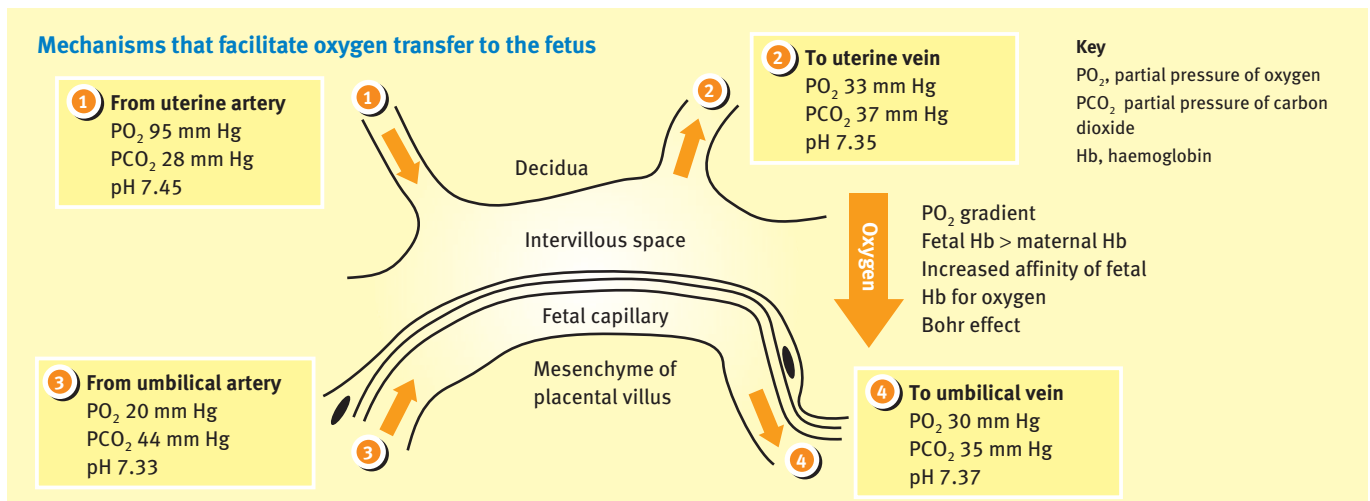 Mechanisms that facilitate oxygen transfer to the fetus
1 From uterine artery
PO₂ 95 mm Hg
PCO₂ 28 mm Hg
pH 7.45
1
2
2 To uterine vein
PO₂ 33 mm Hg
PCO₂ 37 mm Hg
pH 7.35
Key
PO₂, partial pressure of oxygen
PCO₂ partial pressure of carbon
dioxide
Hb, haemoglobin
Decidua
Intervillous space
Oxygen
PO₂ gradient
Fetal Hb > maternal Hb
Increased affinity of fetal
Hb for oxygen
Bohr effect
Fetal capillary
Mesenchyme of
placental villus
3 From umbilical artery
PO₂ 20 mm Hg
PCO₂ 44 mm Hg
pH 7.33
3
4
4 To umbilical vein
PO₂ 30 mm Hg
PCO₂ 35 mm Hg
pH 7.37